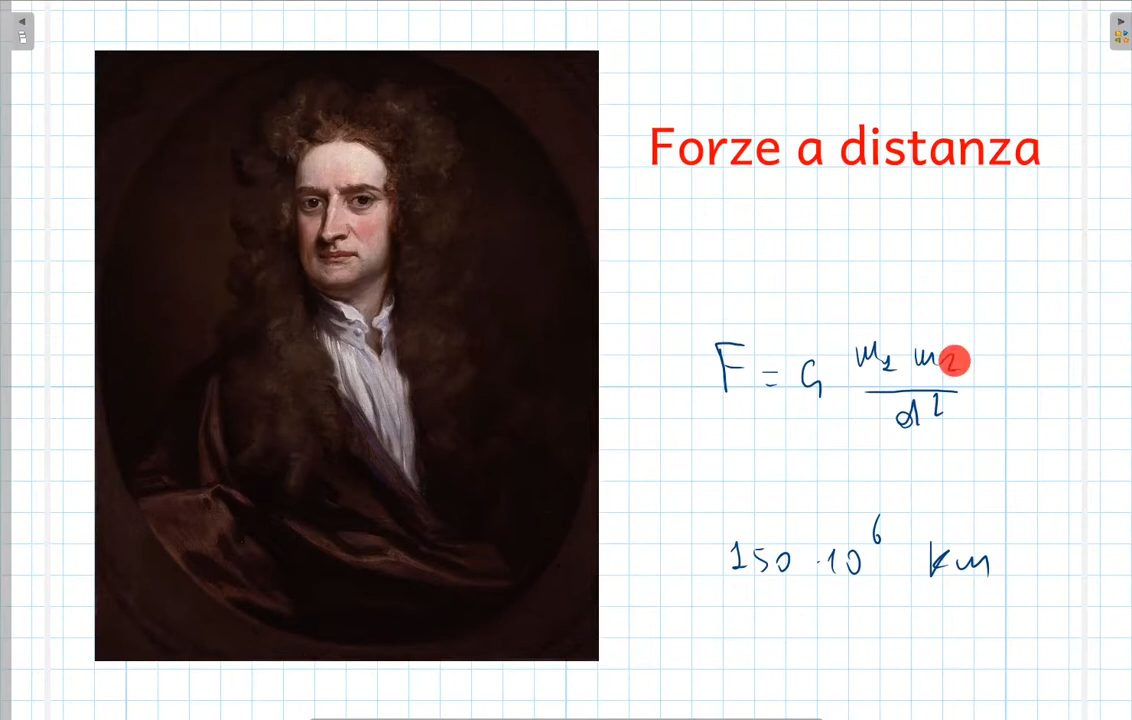 Forze a distanza
F = G m₁ m₂ / d²
150 · 10⁶ km